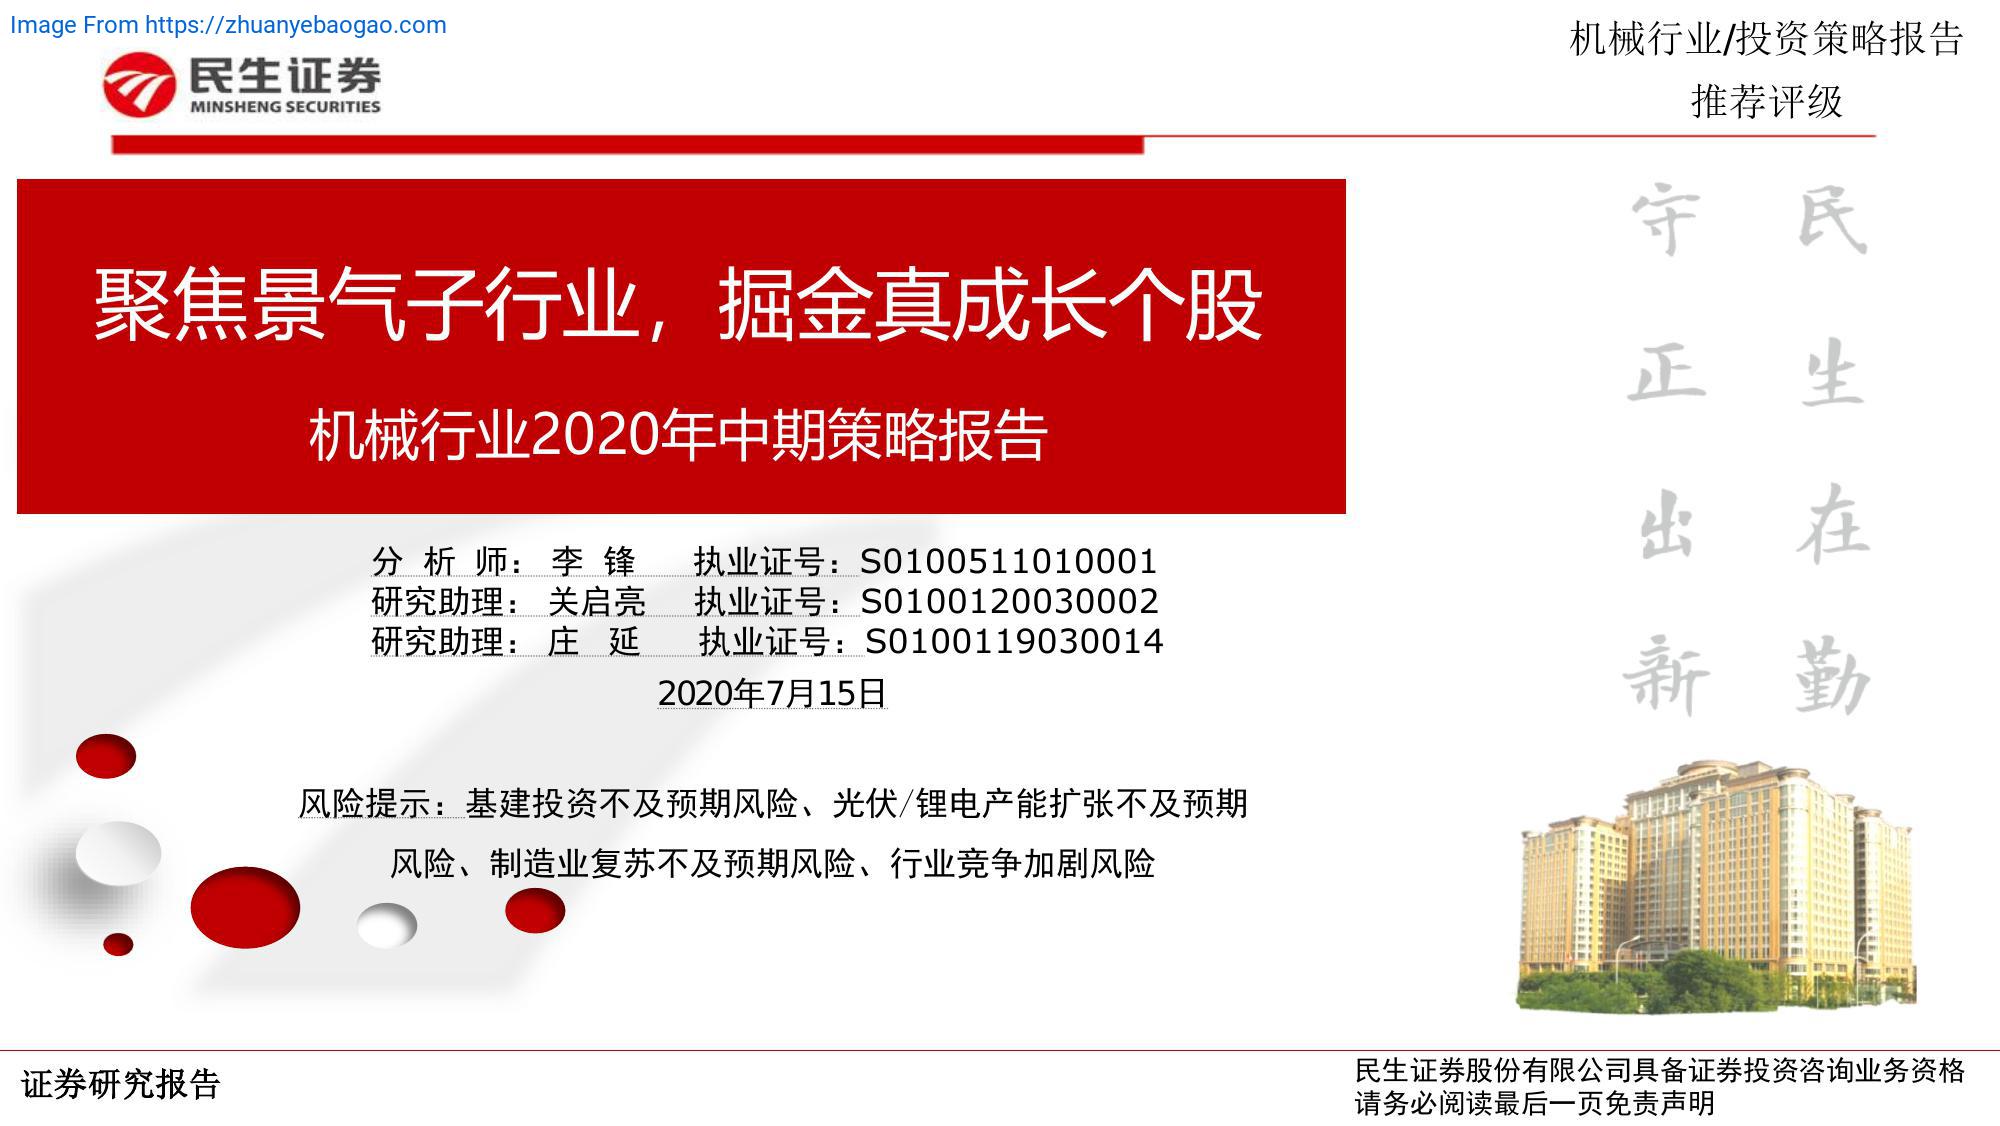 Image From https://zhuanyebaogao.com
民生证券
MINSHENG SECURITIES
机械行业/投资策略报告
推荐评级
聚焦景气子行业，掘金真成长个股
机械行业2020年中期策略报告
分 析 师： 李 锋 执业证号：S0100511010001
研究助理： 关启亮 执业证号：S0100120030002
研究助理： 庄 延 执业证号：S0100119030014
2020年7月15日
风险提示：基建投资不及预期风险、光伏/锂电产能扩张不及预期
风险、制造业复苏不及预期风险、行业竞争加剧风险
民生在勤
守正出新
证券研究报告
民生证券股份有限公司具备证券投资咨询业务资格
请务必阅读最后一页免责声明